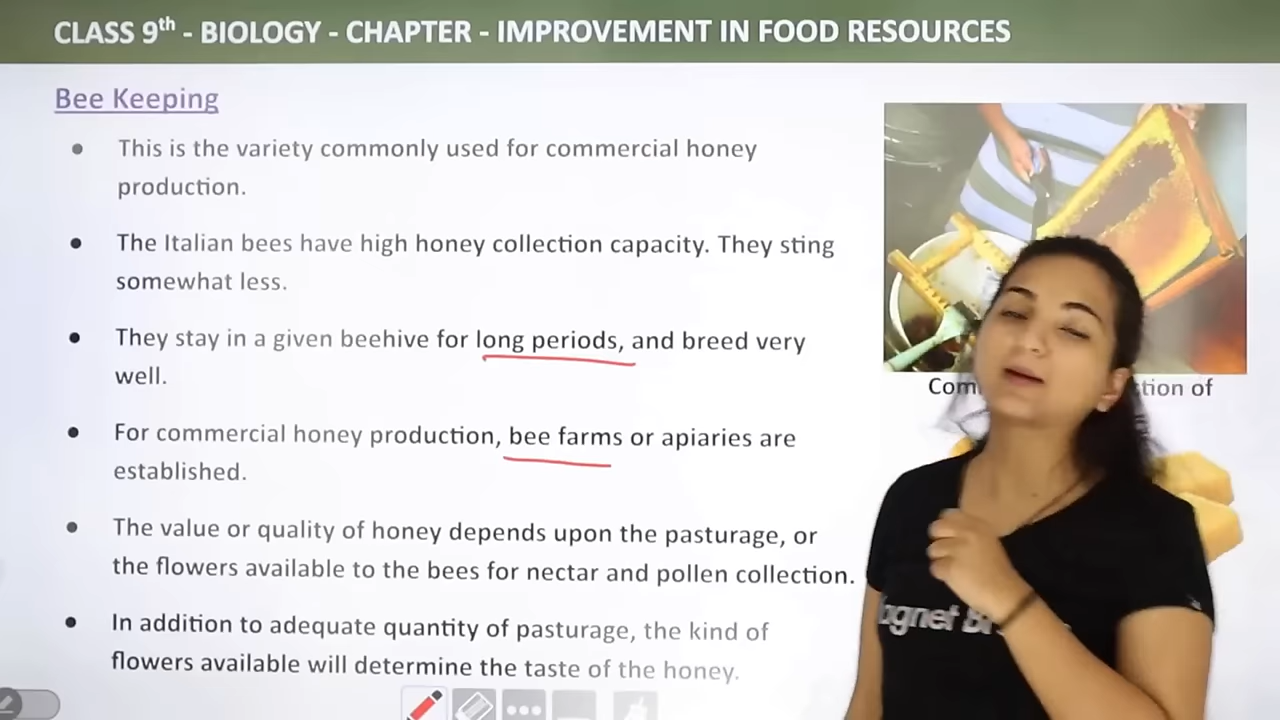 CLASS 9th - BIOLOGY - CHAPTER - IMPROVEMENT IN FOOD RESOURCES
Bee Keeping
• This is the variety commonly used for commercial honey
production.
• The Italian bees have high honey collection capacity. They sting
somewhat less.
• They stay in a given beehive for long periods, and breed very
well.
• For commercial honey production, bee farms or apiaries are
established.
• The value or quality of honey depends upon the pasturage, or
the flowers available to the bees for nectar and pollen collection.
• In addition to adequate quantity of pasturage, the kind of
flowers available will determine the taste of the honey.
of